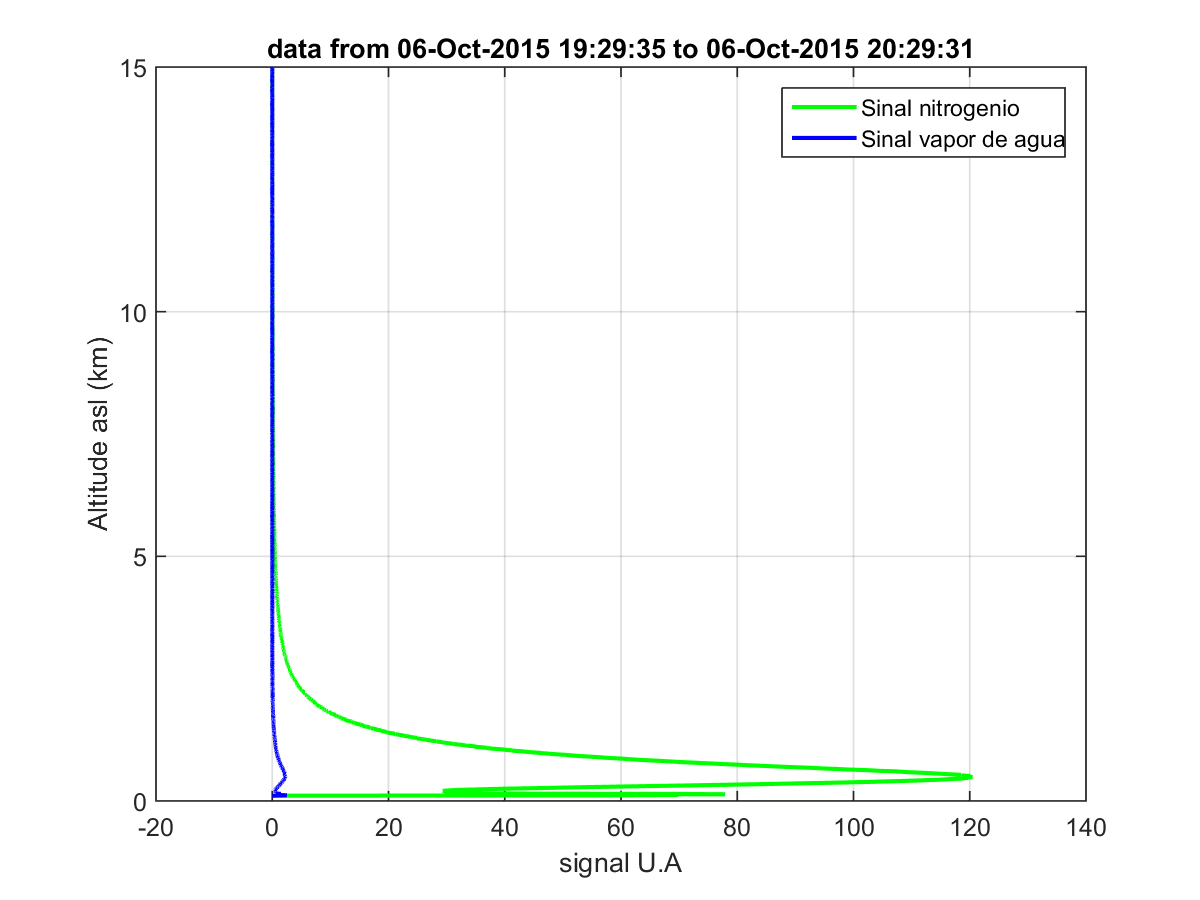 data from 06-Oct-2015 19:29:35 to 06-Oct-2015 20:29:31
15
Sinal nitrogenio
Sinal vapor de agua
10
Altitude asl (km)
5
0
-20 0 20 40 60 80 100 120 140
signal U.A